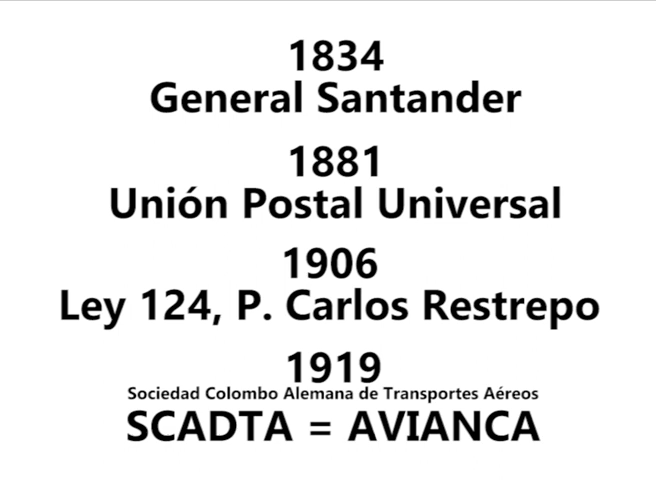 1834
General Santander
1881
Unión Postal Universal
1906
Ley 124, P. Carlos Restrepo
1919
Sociedad Colombo Alemana de Transportes Aéreos
SCADTA = AVIANCA